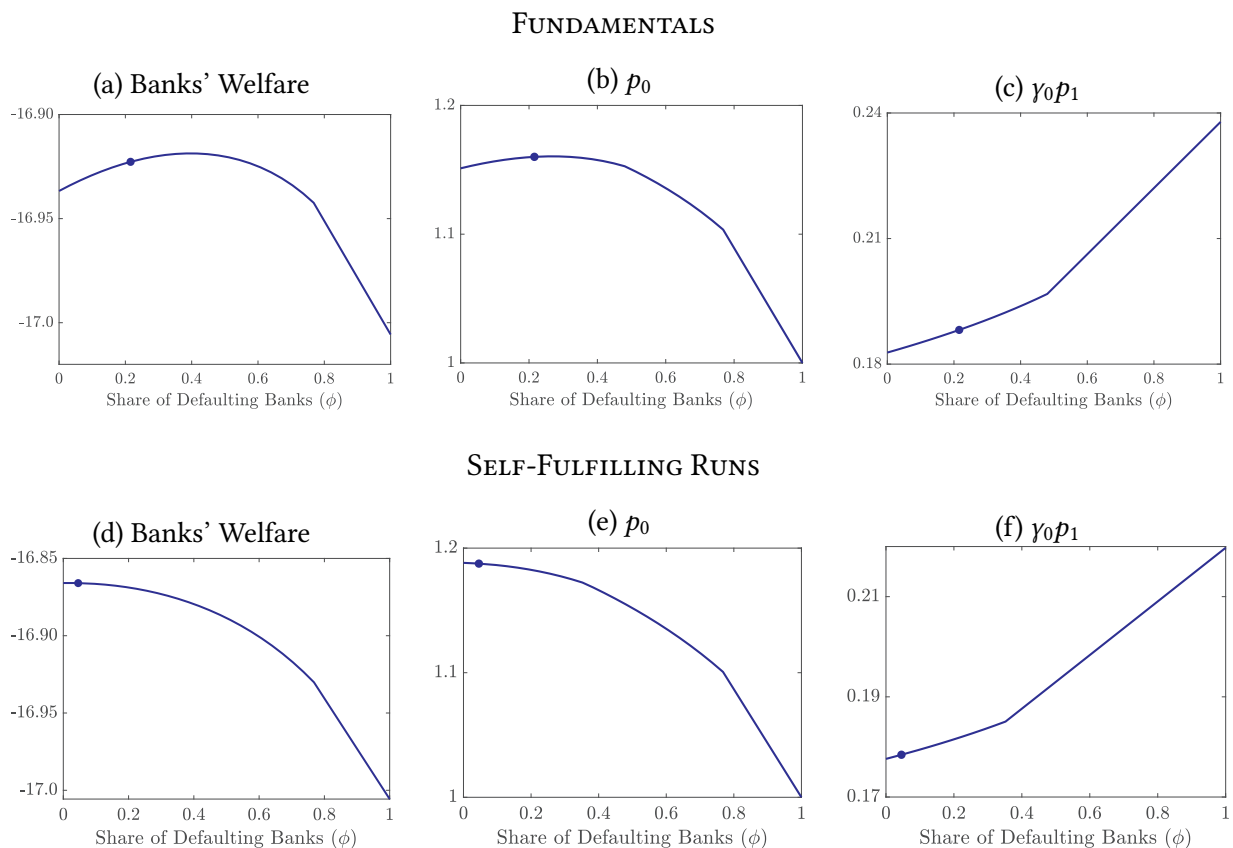 FUNDAMENTALS
(a) Banks' Welfare
-16.90
-16.95
-17.0
0 0.2 0.4 0.6 0.8 1
Share of Defaulting Banks (ϕ)
(b) p₀
1.2
1.1
1
0 0.2 0.4 0.6 0.8 1
Share of Defaulting Banks (ϕ)
(c) γ₀p₁
0.24
0.21
0.18
0 0.2 0.4 0.6 0.8 1
Share of Defaulting Banks (ϕ)
SELF-FULFILLING RUNS
(d) Banks' Welfare
-16.85
-16.90
-16.95
-17.0
0 0.2 0.4 0.6 0.8 1
Share of Defaulting Banks (ϕ)
(e) p₀
1.2
1.1
1
0 0.2 0.4 0.6 0.8 1
Share of Defaulting Banks (ϕ)
(f) γ₀p₁
0.21
0.19
0.17
0 0.2 0.4 0.6 0.8 1
Share of Defaulting Banks (ϕ)